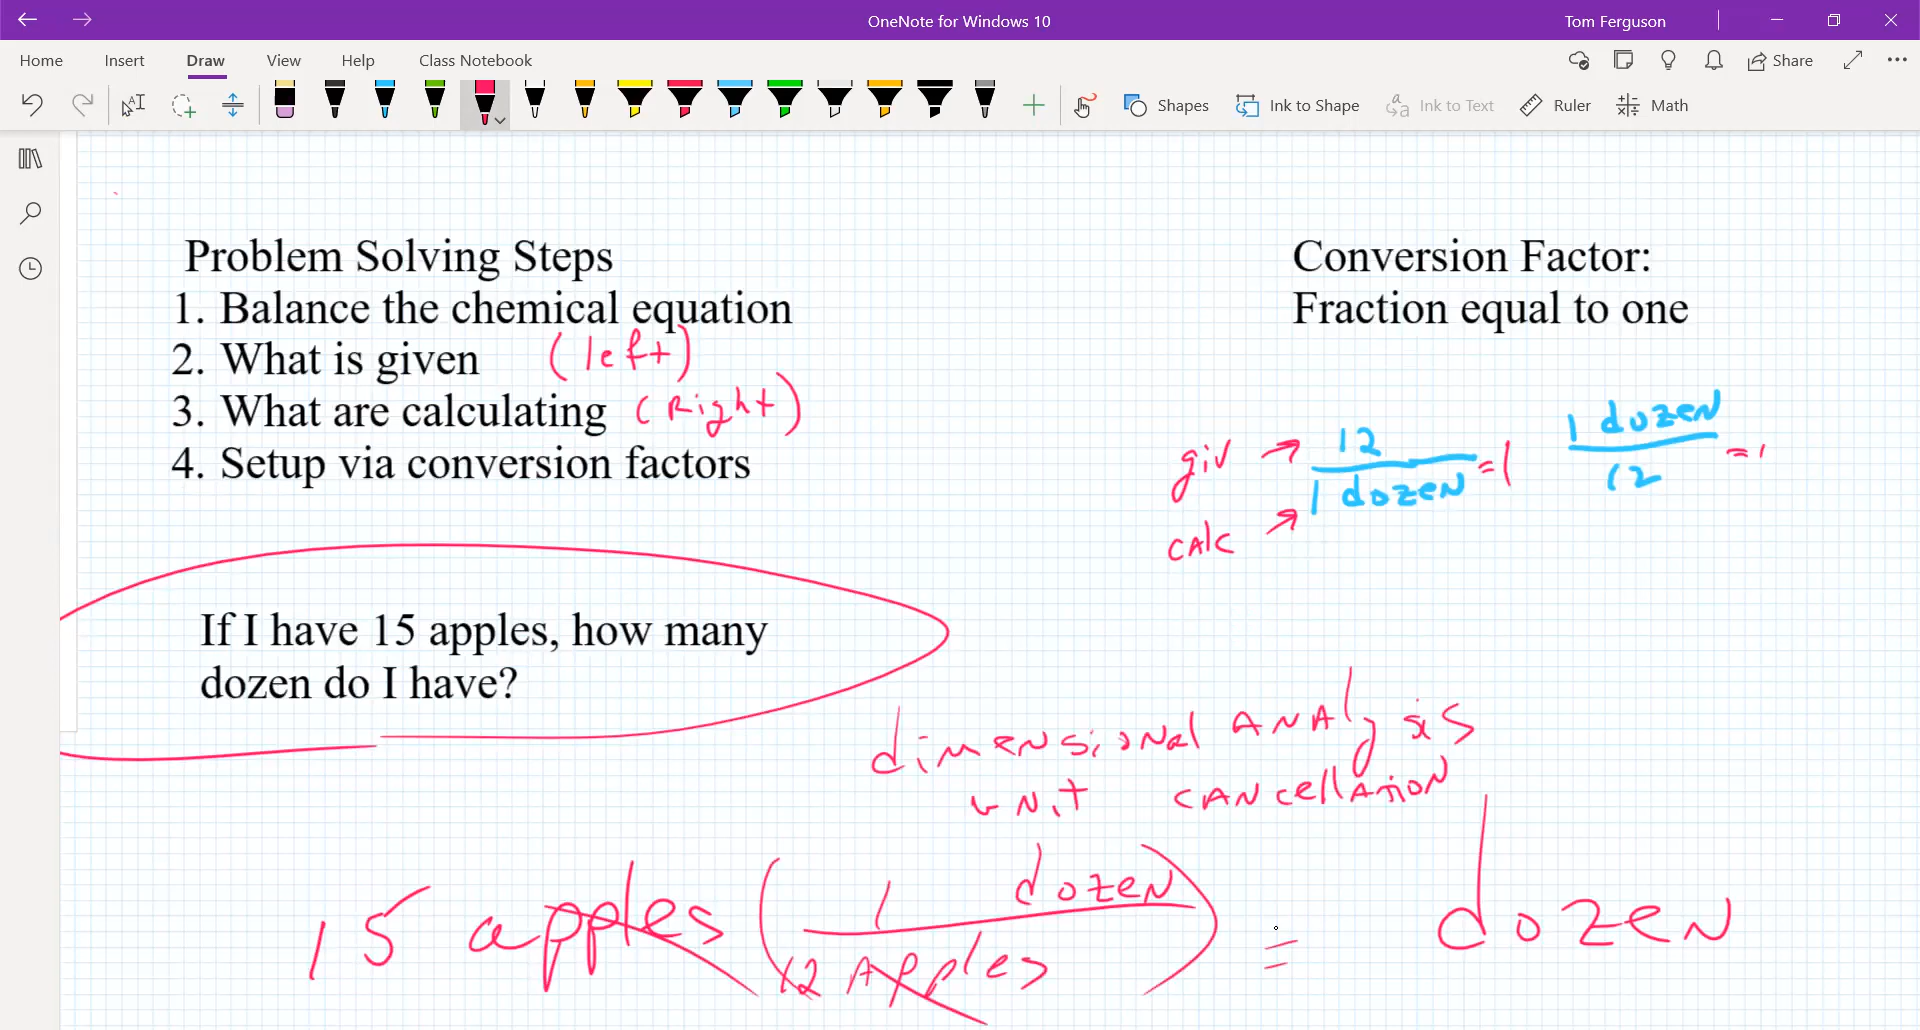 OneNote for Windows 10
Tom Ferguson
Home Insert Draw View Help Class Notebook
Share
Shapes Ink to Shape Ink to Text Ruler Math
Problem Solving Steps
1. Balance the chemical equation
2. What is given (left)
3. What are calculating (Right)
4. Setup via conversion factors
Conversion Factor:
Fraction equal to one
giv → 12 / 1 dozen = 1
calc →
1 dozen / 12 = 1
If I have 15 apples, how many
dozen do I have?
dimensional ANAlysis
unit cancellation
15 apples ( 1 dozen / 12 Apples ) = dozen